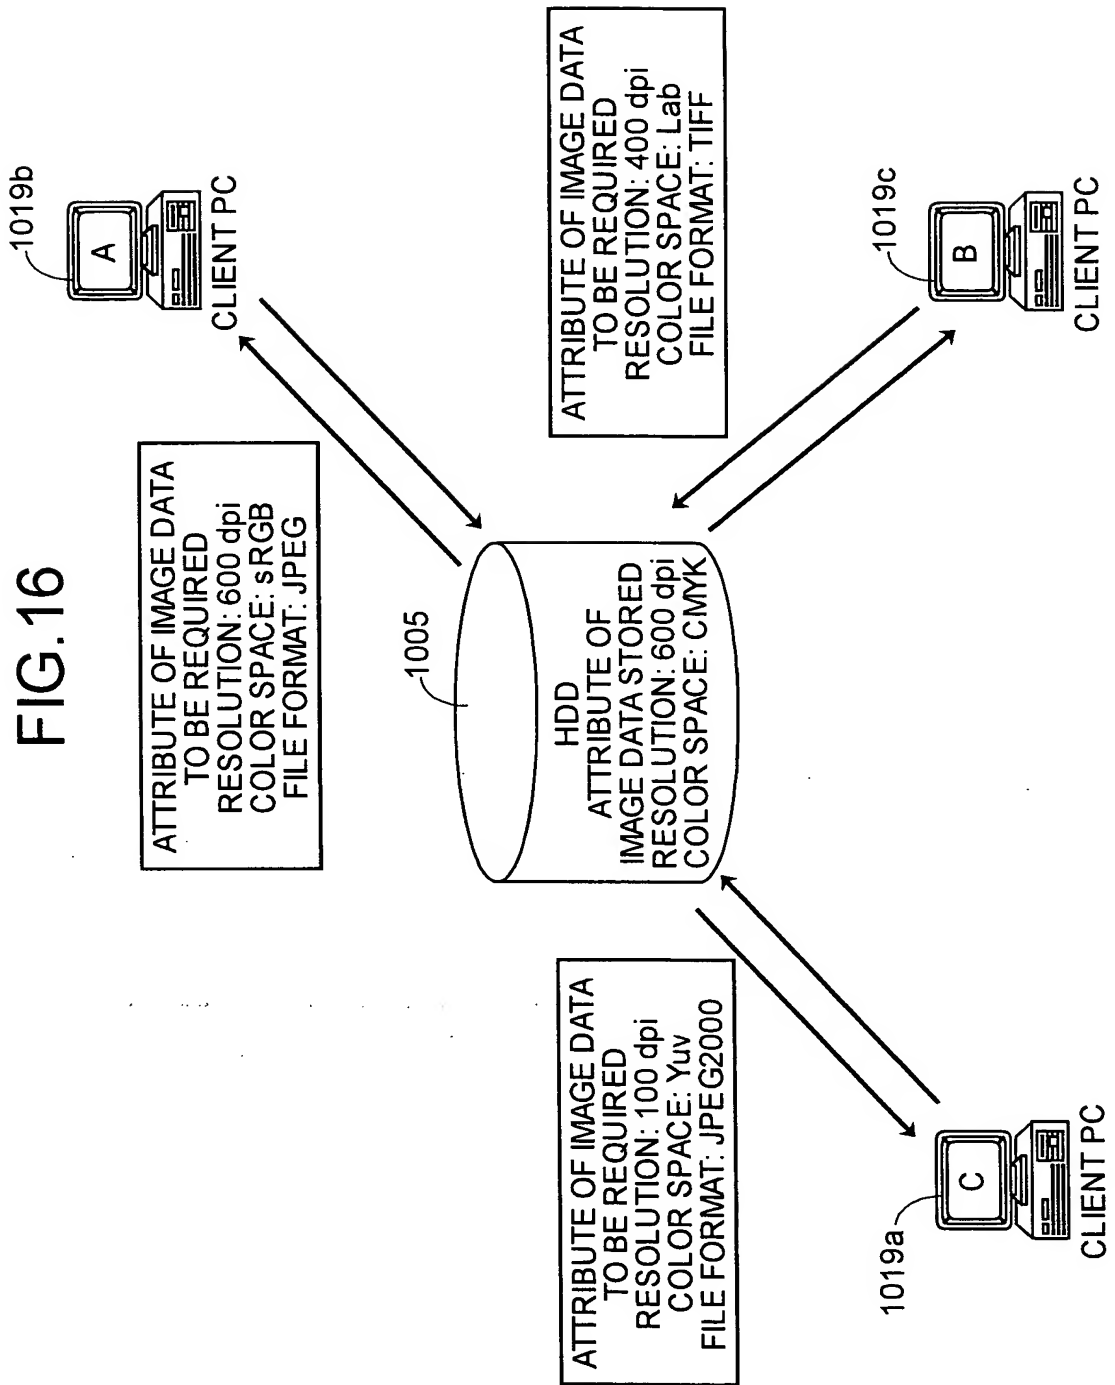 FIG.16
ATTRIBUTE OF IMAGE DATA
TO BE REQUIRED
RESOLUTION: 600 dpi
COLOR SPACE: sRGB
FILE FORMAT: JPEG
1019b
A
CLIENT PC
1005
HDD
ATTRIBUTE OF
IMAGE DATA STORED
RESOLUTION: 600 dpi
COLOR SPACE: CMYK
ATTRIBUTE OF IMAGE DATA
TO BE REQUIRED
RESOLUTION: 400 dpi
COLOR SPACE: Lab
FILE FORMAT: TIFF
ATTRIBUTE OF IMAGE DATA
TO BE REQUIRED
RESOLUTION: 100 dpi
COLOR SPACE: Yuv
FILE FORMAT: JPEG2000
1019a
C
CLIENT PC
1019c
B
CLIENT PC